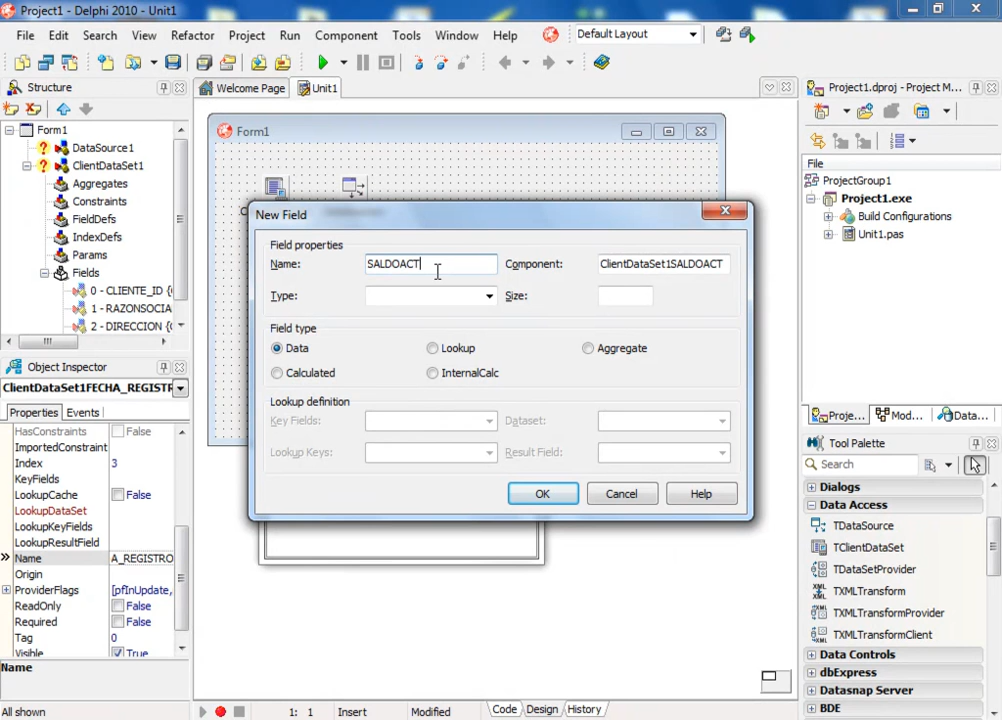 Project1 - Delphi 2010 - Unit1
File Edit Search View Refactor Project Run Component Tools Window Help Default Layout
Structure
Welcome Page Unit1
Project1.dproj - Project M...
Form1
DataSource1
ClientDataSet1
Aggregates
Constraints
FieldDefs
IndexDefs
Params
Fields
0 - CLIENTE_ID {
1 - RAZONSOCIA
2 - DIRECCION {
Form1
New Field
Field properties
Name: SALDOACT Component: ClientDataSet1SALDOACT
Type: Size:
Field type
Data Lookup Aggregate
Calculated InternalCalc
Lookup definition
Key Fields: Dataset:
Lookup Keys: Result Field:
OK Cancel Help
File
ProjectGroup1
Project1.exe
Build Configurations
Unit1.pas
Proje... Mod... Data...
Object Inspector
ClientDataSet1FECHA_REGISTR
Properties Events
HasConstraints False
ImportedConstraint
Index 3
KeyFields
LookupCache False
LookupDataSet
LookupKeyFields
LookupResultField
Name A_REGISTRO
Origin
ProviderFlags [pfInUpdate,
ReadOnly False
Required False
Tag 0
Visible True
Name
All shown
Tool Palette
Search
Dialogs
Data Access
TDataSource
TClientDataSet
TDataSetProvider
TXMLTransform
TXMLTransformProvider
TXMLTransformClient
Data Controls
dbExpress
Datasnap Server
BDE
1: 1 Insert Modified Code Design History